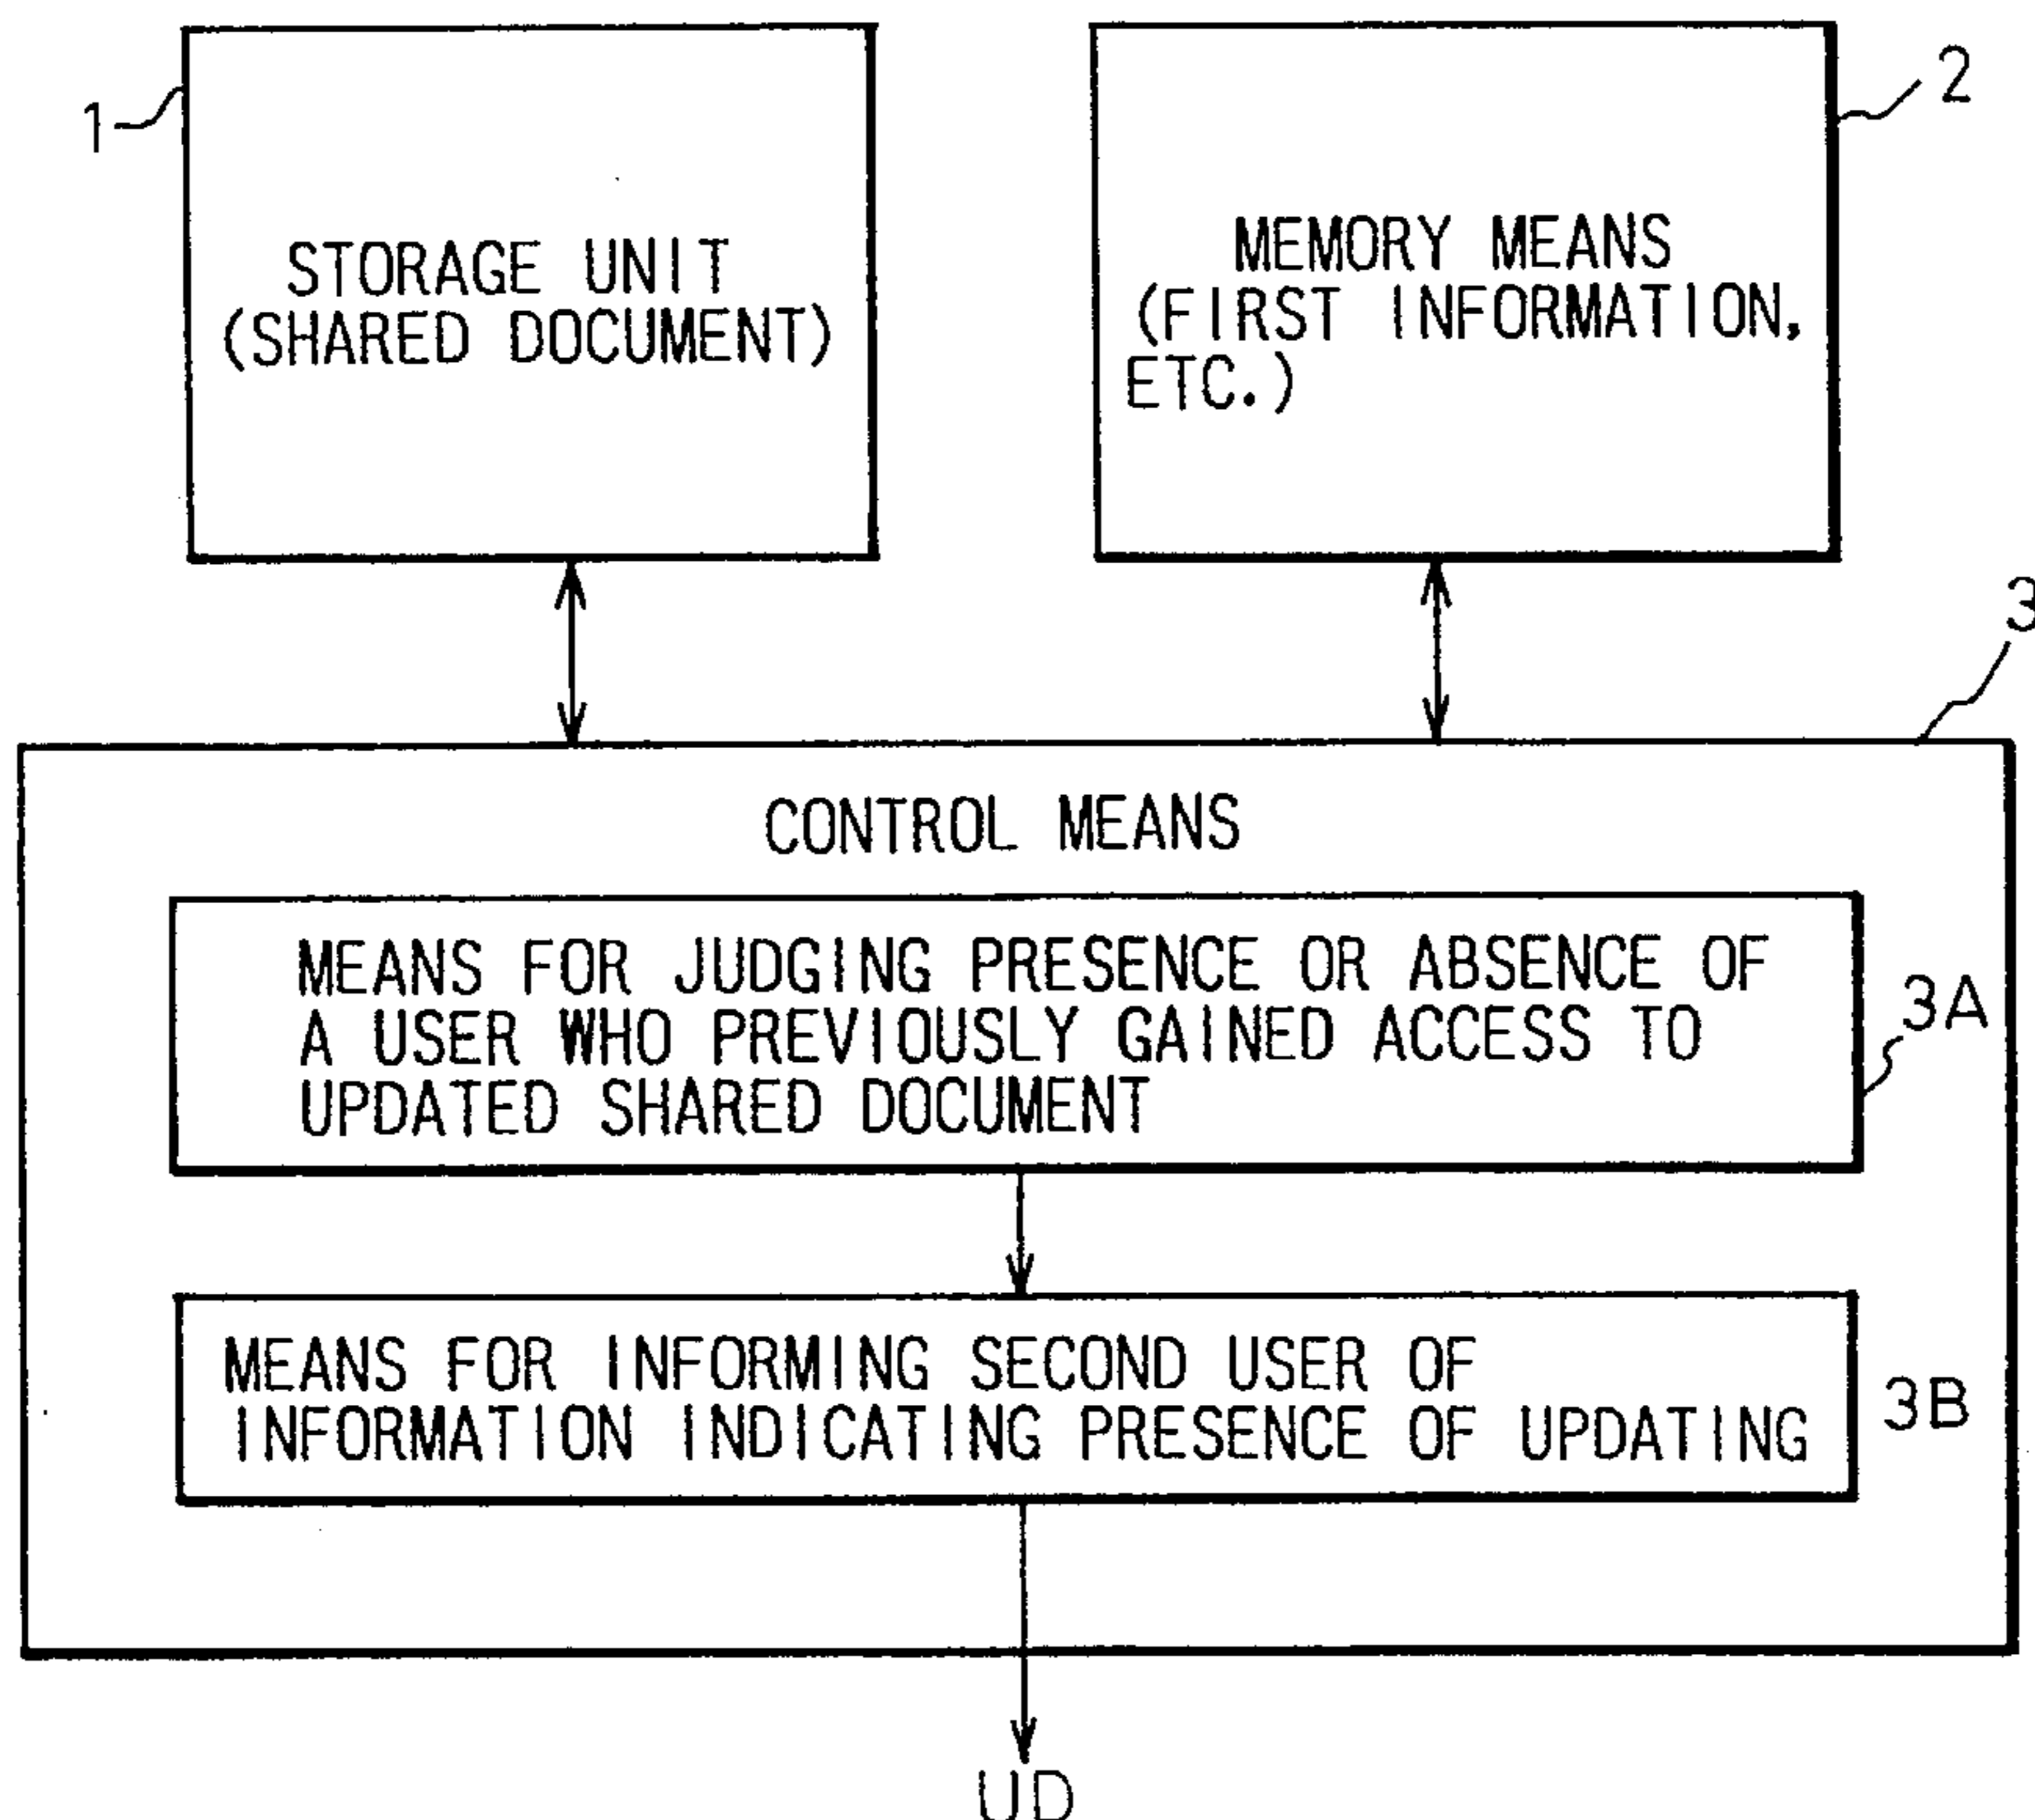 1
2
STORAGE UNIT
(SHARED DOCUMENT)
MEMORY MEANS
(FIRST INFORMATION,
ETC.)
3
CONTROL MEANS
MEANS FOR JUDGING PRESENCE OR ABSENCE OF
A USER WHO PREVIOUSLY GAINED ACCESS TO
UPDATED SHARED DOCUMENT
3A
MEANS FOR INFORMING SECOND USER OF
INFORMATION INDICATING PRESENCE OF UPDATING
3B
UD